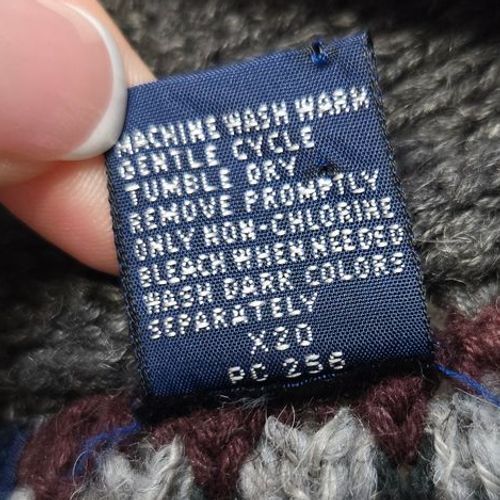 MACHINE WASH WARM
GENTLE CYCLE
TUMBLE DRY
REMOVE PROMPTLY
ONLY NON-CHLORINE
BLEACH WHEN NEEDED
WASH DARK COLORS
SEPARATELY
X20
PC 256